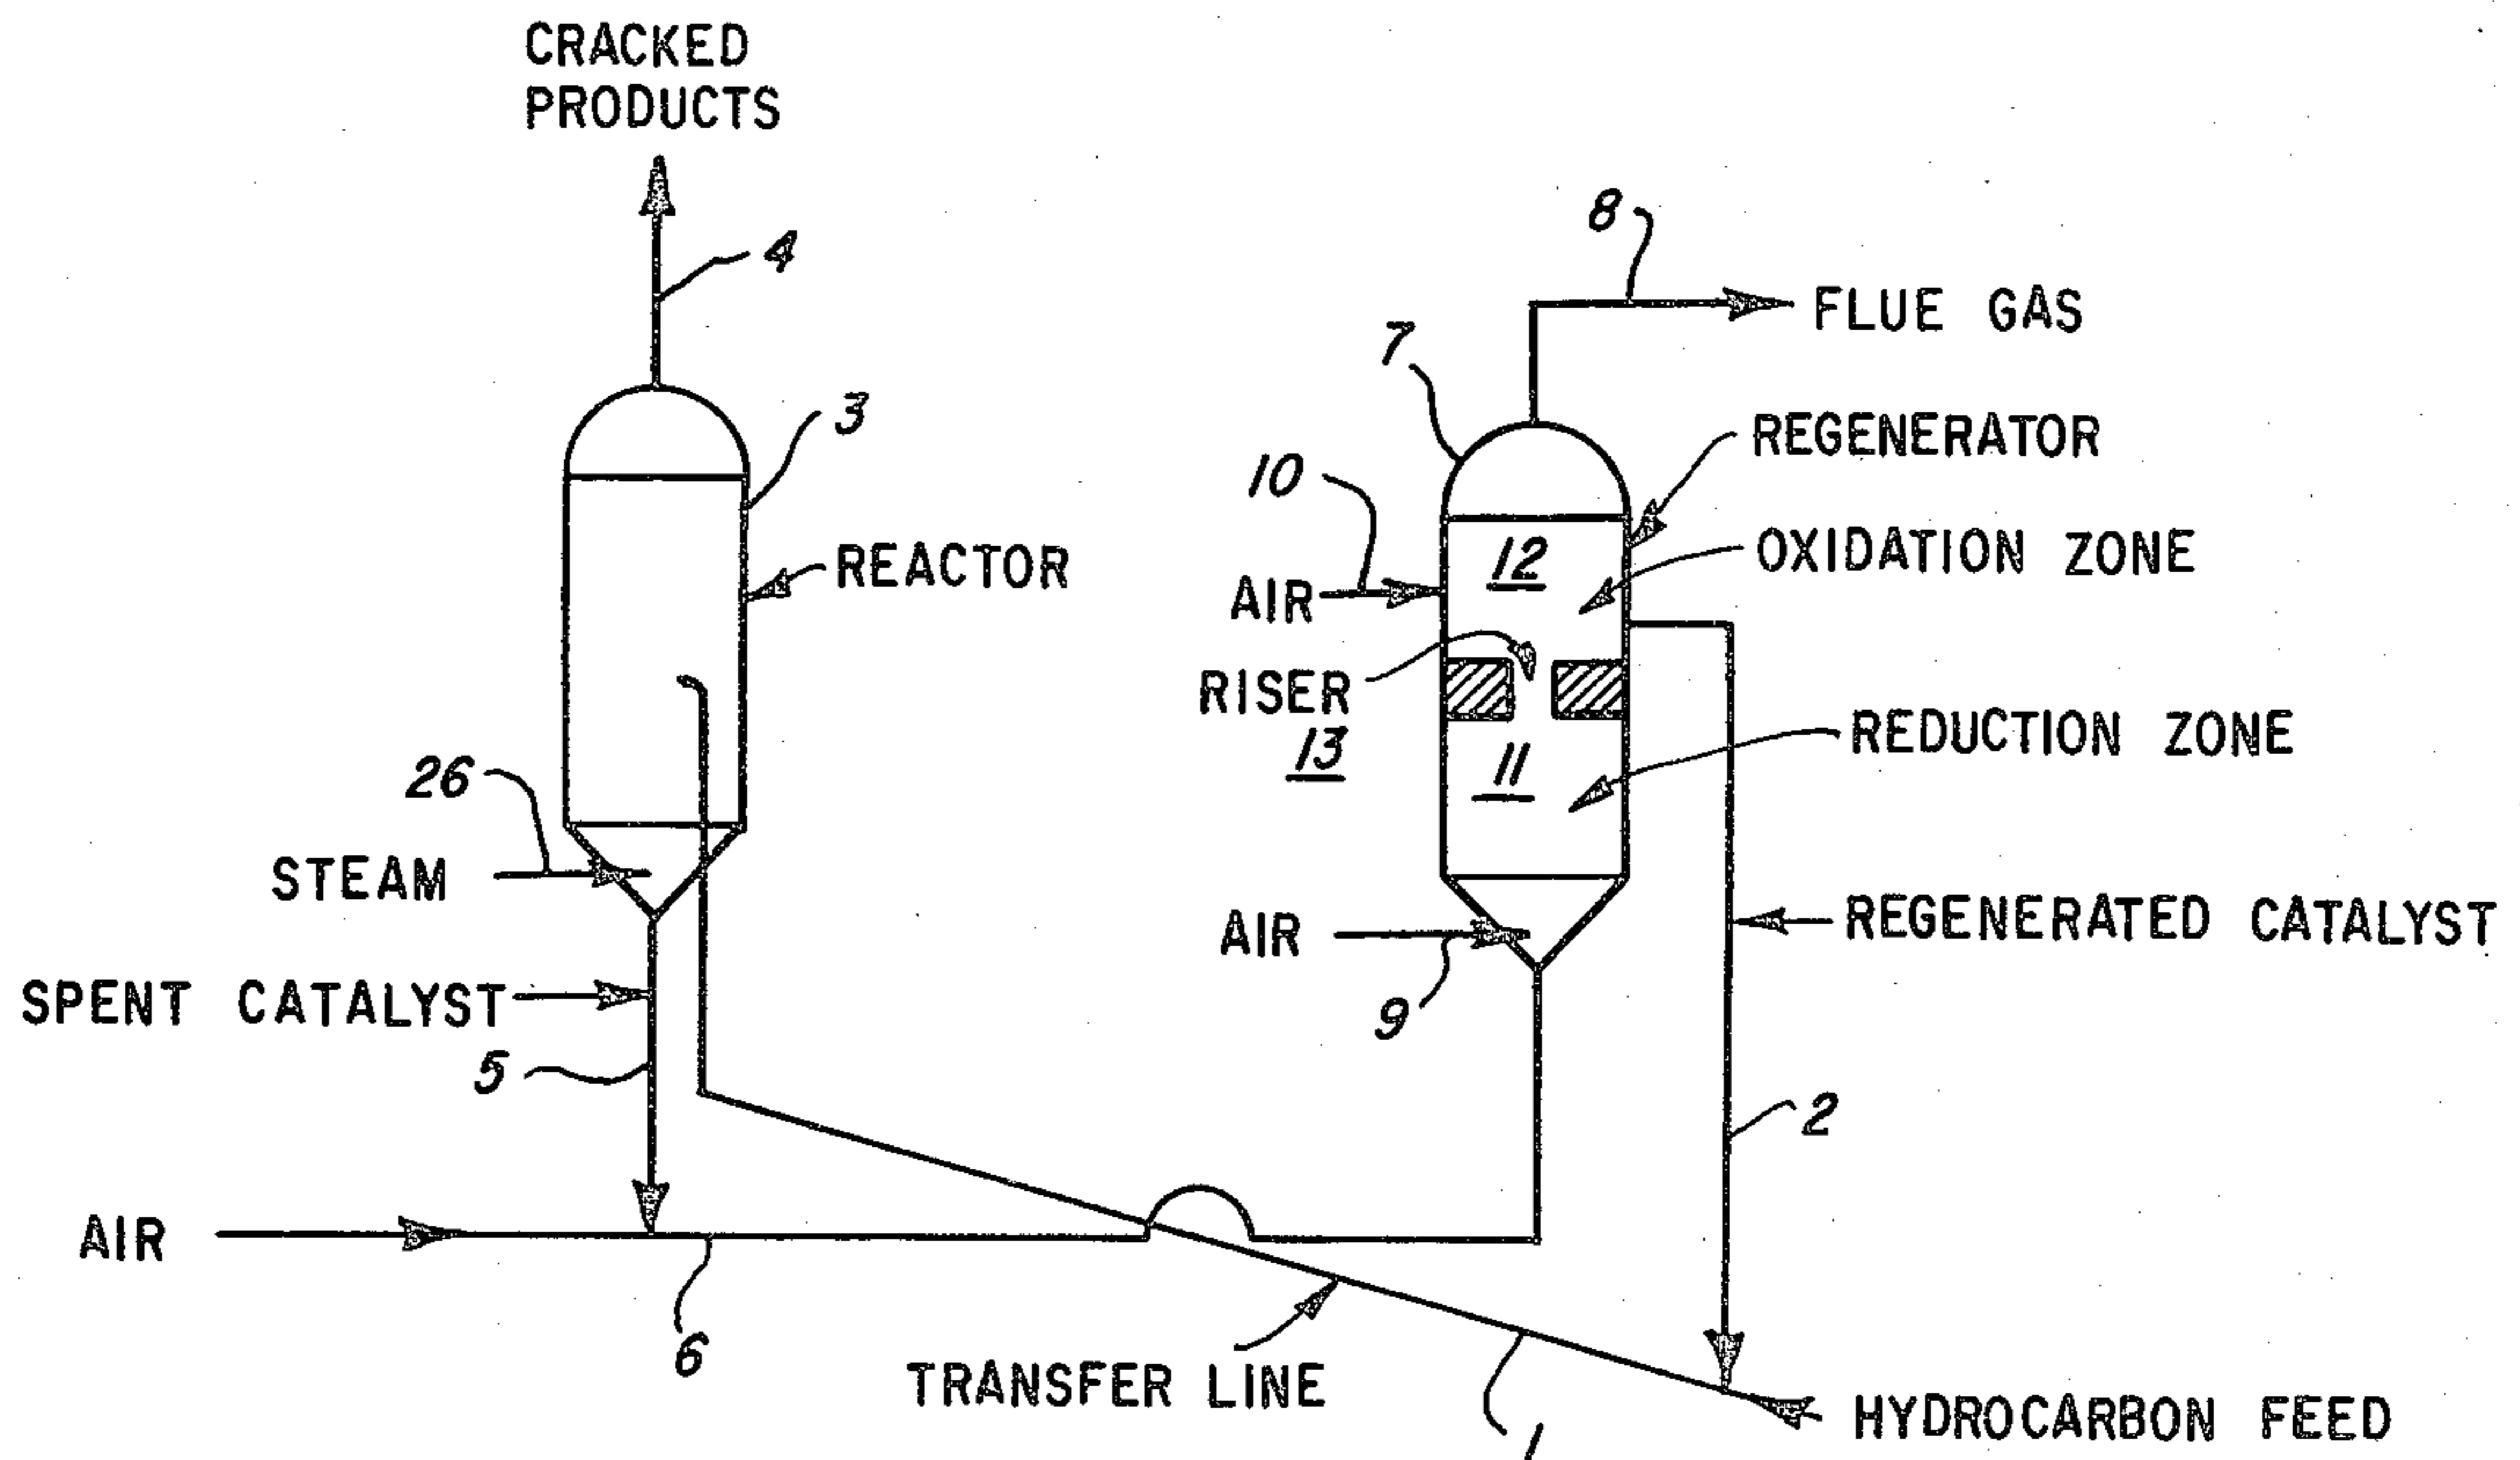 CRACKED
PRODUCTS
4
8
FLUE GAS
7
3
REGENERATOR
10
12
OXIDATION ZONE
REACTOR
AIR
RISER
13
11
REDUCTION ZONE
26
STEAM
AIR
REGENERATED CATALYST
9
SPENT CATALYST
5
2
AIR
6
TRANSFER LINE
1
HYDROCARBON FEED